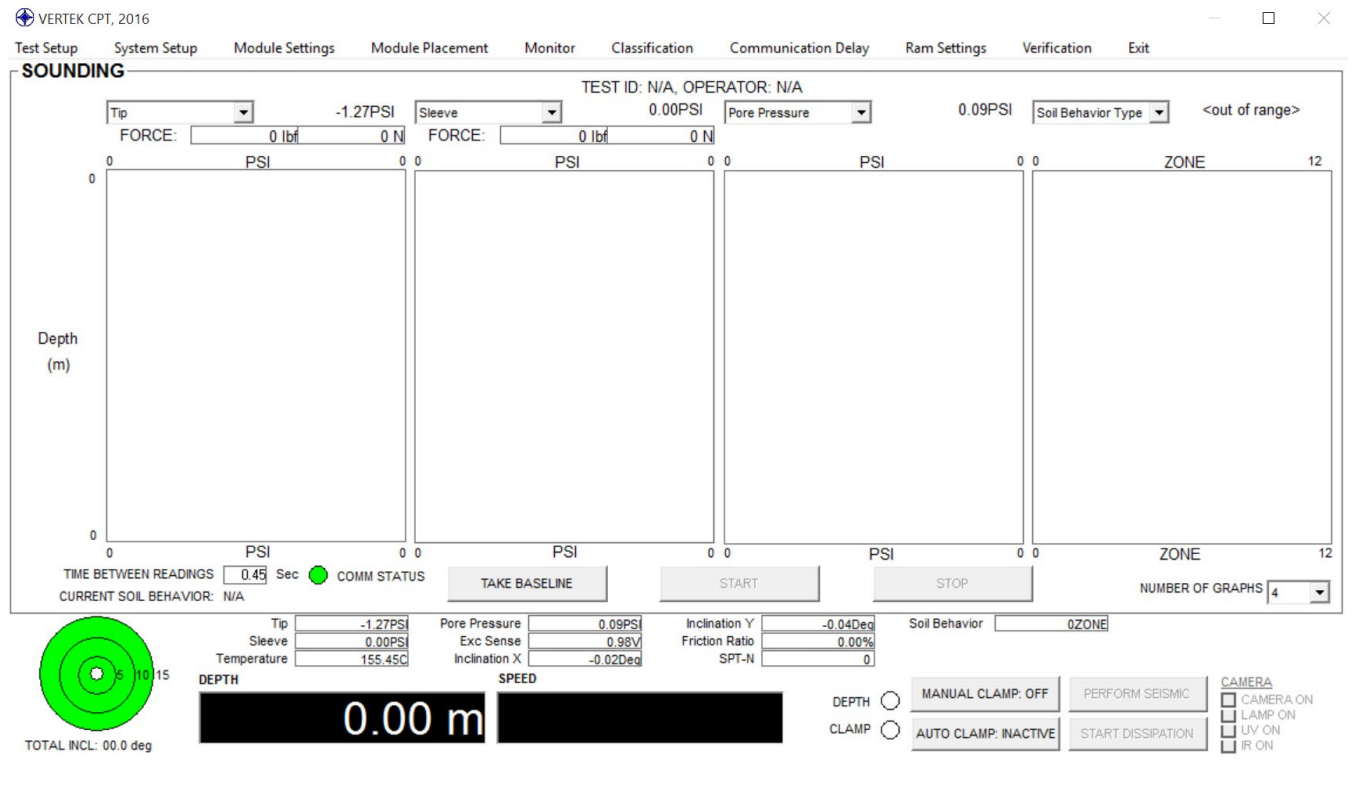 VERTEK CPT, 2016
Test Setup System Setup Module Settings Module Placement Monitor Classification Communication Delay Ram Settings Verification Exit
SOUNDING
TEST ID: N/A, OPERATOR: N/A
Tip -1.27PSI Sleeve 0.00PSI Pore Pressure 0.09PSI Soil Behavior Type <out of range>
FORCE: 0 lbf 0 N FORCE: 0 lbf 0 N
0 PSI 0 0 PSI 0 0 PSI 0 0 ZONE 12
0
Depth
(m)
0
0 PSI 0 0 PSI 0 0 PSI 0 0 ZONE 12
TIME BETWEEN READINGS 0.45 Sec COMM STATUS TAKE BASELINE START STOP NUMBER OF GRAPHS 4
CURRENT SOIL BEHAVIOR: N/A
Tip -1.27PSI Pore Pressure 0.09PSI Inclination Y -0.04Deg Soil Behavior 0ZONE
Sleeve 0.00PSI Exc Sense 0.98V Friction Ratio 0.00%
Temperature 155.45C Inclination X -0.02Deg SPT-N 0
5 10 15
DEPTH SPEED
0.00 m
DEPTH MANUAL CLAMP: OFF PERFORM SEISMIC
CLAMP AUTO CLAMP: INACTIVE START DISSIPATION
CAMERA
CAMERA ON
LAMP ON
UV ON
IR ON
TOTAL INCL: 00.0 deg